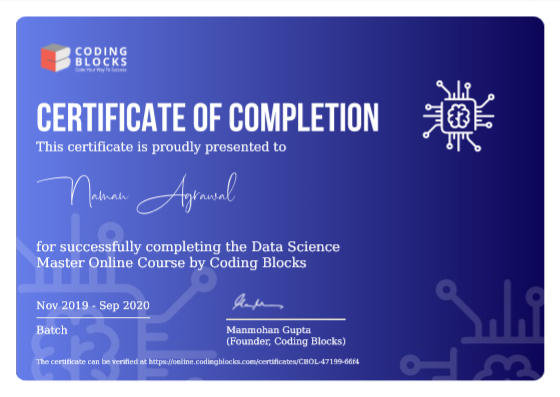 CODING
BLOCKS
Code Your Way To Success
CERTIFICATE OF COMPLETION
This certificate is proudly presented to
Naman Agrawal
for successfully completing the Data Science
Master Online Course by Coding Blocks
Nov 2019 - Sep 2020
Batch
Manmohan Gupta
(Founder, Coding Blocks)
The certificate can be verified at https://online.codingblocks.com/certificates/CBOL-47199-66f4